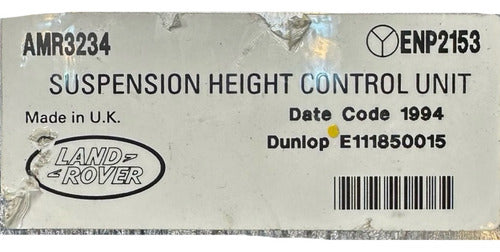 AMR3234 ENP2153
SUSPENSION HEIGHT CONTROL UNIT
Made in U.K. Date Code 1994
Dunlop E111850015
LAND
ROVER